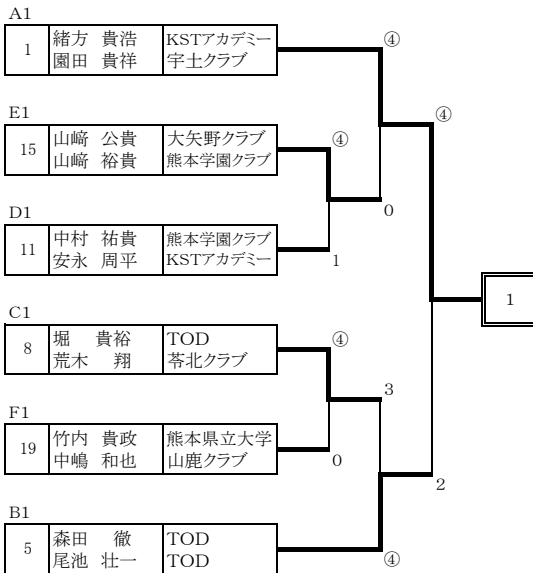 A1
1 緒方 貴浩 KSTアカデミー
園田 貴祥 宇土クラブ
④
E1
④
15 山﨑 公貴 大矢野クラブ
山﨑 裕貴 熊本学園クラブ
④
0
D1
11 中村 祐貴 熊本学園クラブ
安永 周平 KSTアカデミー
1
1
C1
8 堀 貴裕 TOD
荒木 翔 苓北クラブ
④
3
F1
19 竹内 貴政 熊本県立大学
中嶋 和也 山鹿クラブ
0
2
B1
5 森田 徹 TOD
尾池 壮一 TOD
④